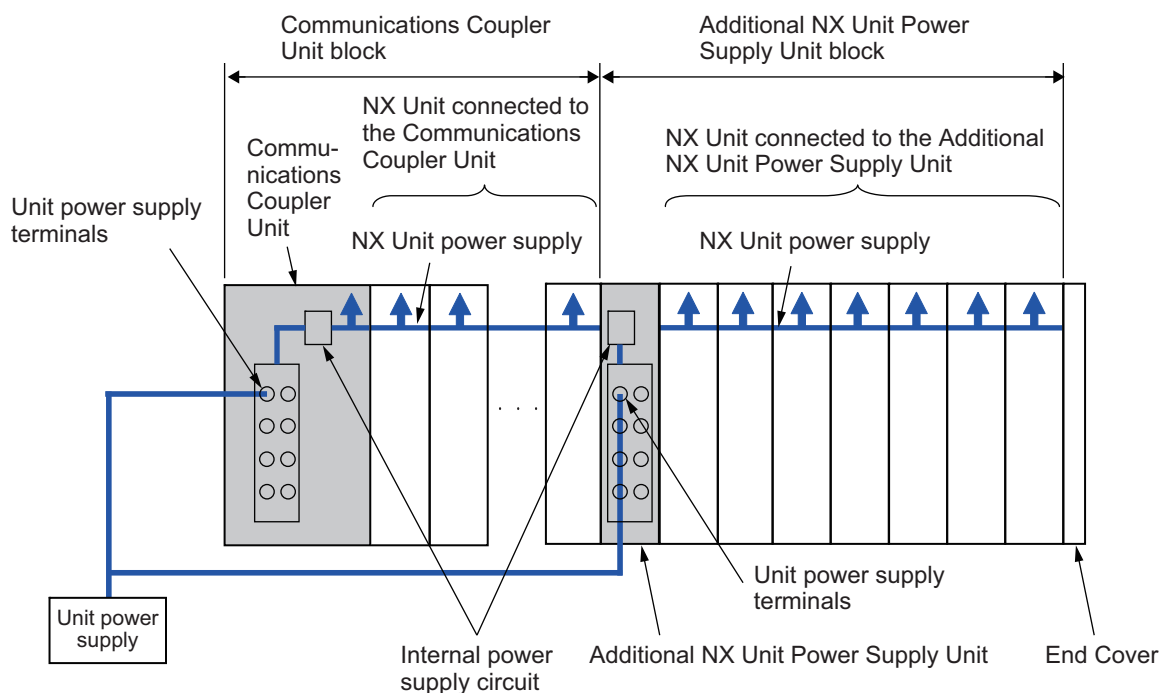 Communications Coupler
Unit block
Additional NX Unit Power
Supply Unit block
NX Unit connected to
the Communications
Coupler Unit
NX Unit connected to the Additional
NX Unit Power Supply Unit
Commu-
nications
Coupler
Unit
Unit power supply
terminals
NX Unit power supply
NX Unit power supply
. . .
Unit power supply
terminals
Unit power
supply
Internal power
supply circuit
Additional NX Unit Power Supply Unit
End Cover